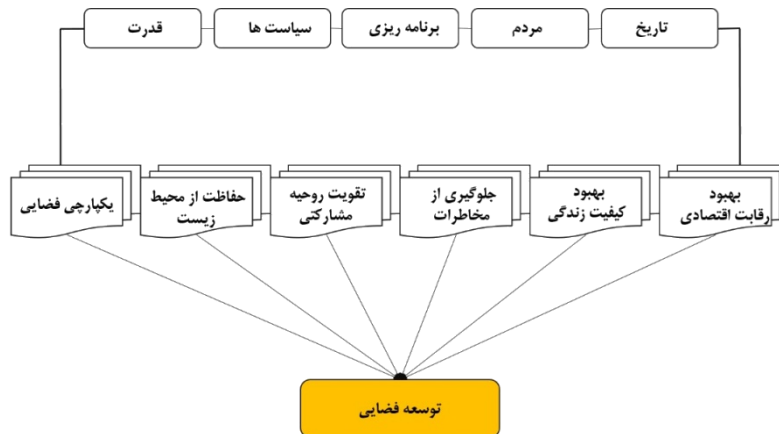 تاریخ
مردم
برنامه ریزی
سیاست ها
قدرت
بهبود
رقابت اقتصادی
بهبود
کیفیت زندگی
جلوگیری از
مخاطرات
تقویت روحیه
مشارکتی
حفاظت از محیط
زیست
یکپارچی فضایی
توسعه فضایی